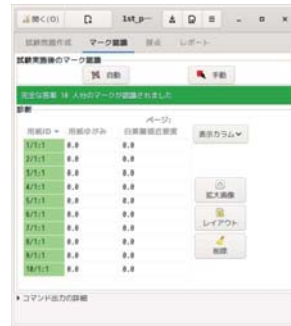 開く(O) 1st_p…
試験問題作成 マーク認識 採点 レポート
試験実施後のマーク認識
自動 手動
完全な答案 10 人分のマークが認識されました
診断
ページ:
用紙ID 用紙ゆがみ 白黒閾値近接度 表示カラム
1/1:1 0.0 0.0
2/1:1 0.0 0.0
3/1:1 0.0 0.0
4/1:1 0.0 0.0
5/1:1 0.0 0.0
6/1:1 0.0 0.0
7/1:1 0.0 0.0
8/1:1 0.0 0.0
9/1:1 0.0 0.0
10/1:1 0.0 0.0
拡大画像
レイアウト
削除
コマンド出力の詳細